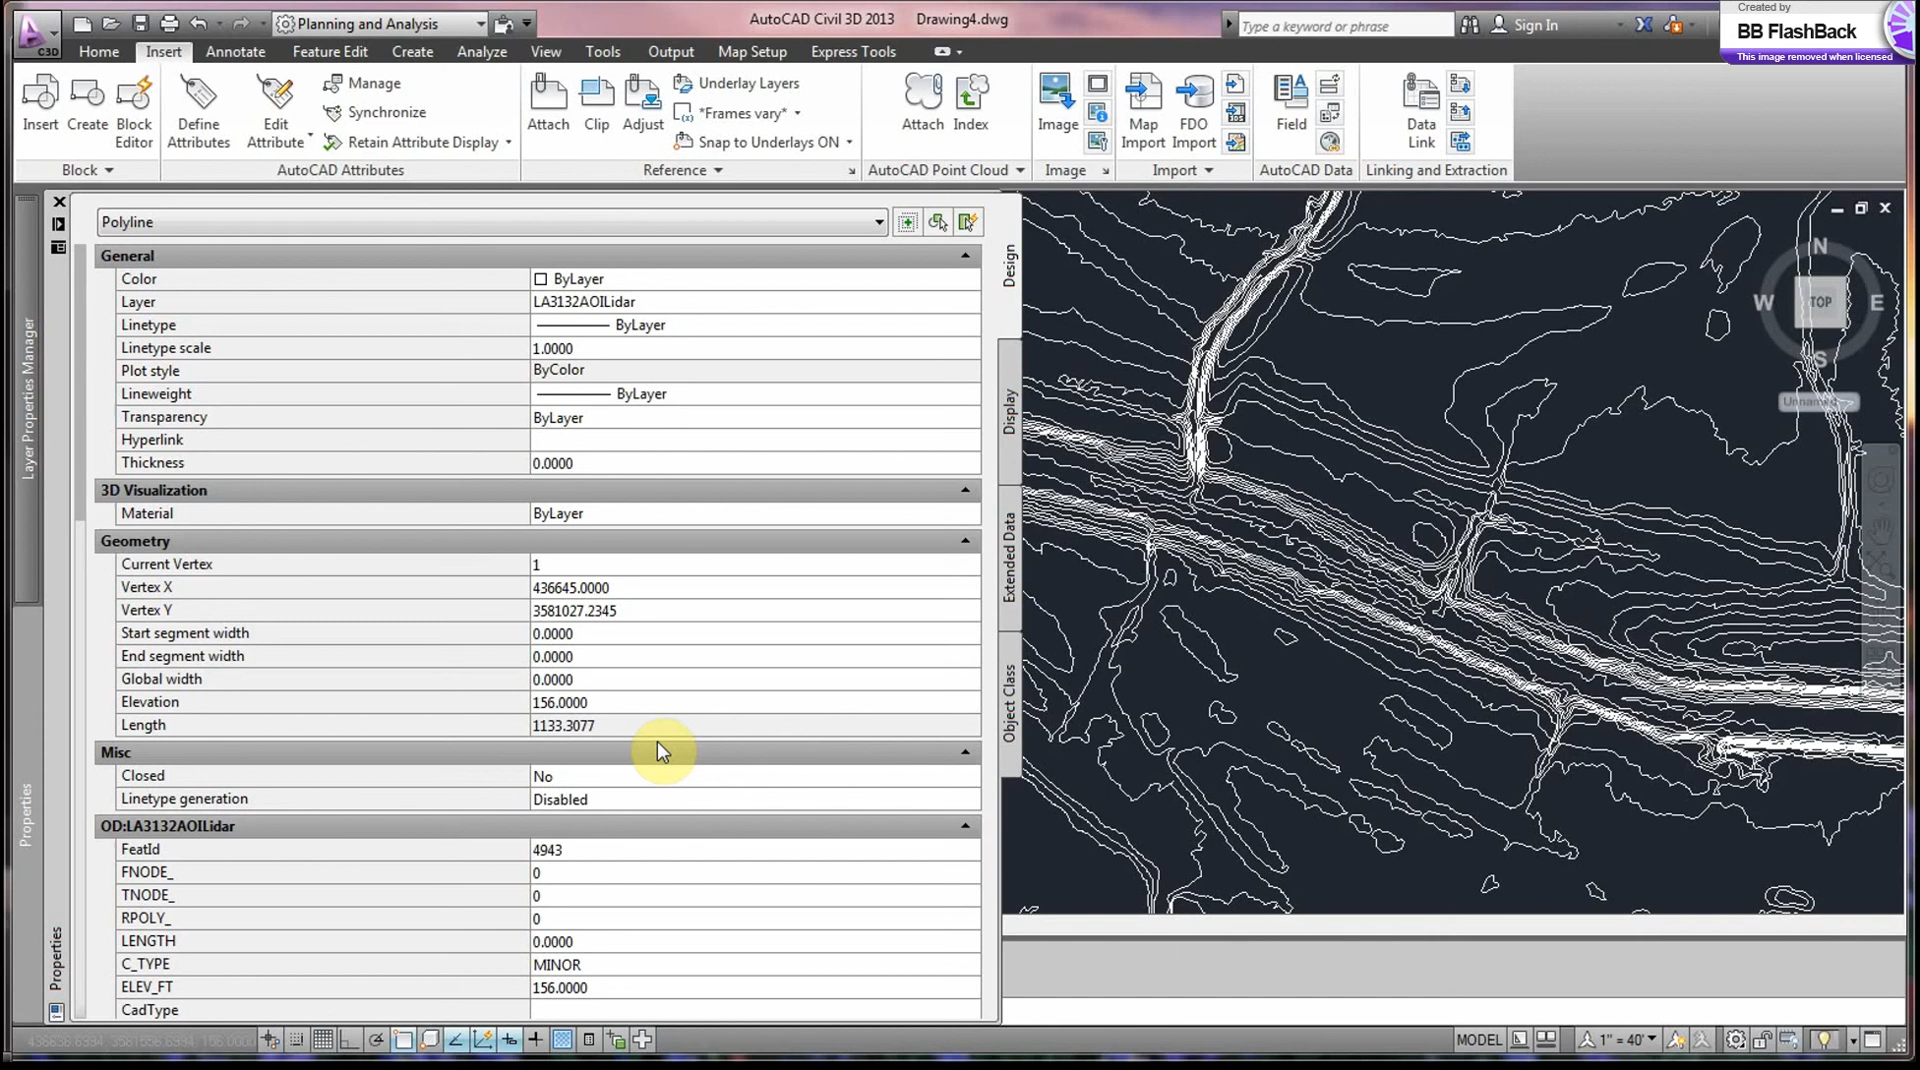 AutoCAD Civil 3D 2013 Drawing4.dwg
Planning and Analysis
Type a keyword or phrase
Sign In
Created by
BB FlashBack
This image removed when licensed
C3D
Home Insert Annotate Feature Edit Create Analyze View Tools Output Map Setup Express Tools
Insert
Create
Block
Editor
Define
Attributes
Edit
Attribute
Manage
Synchronize
Retain Attribute Display
Attach
Clip
Adjust
Underlay Layers
*Frames vary*
Snap to Underlays ON
Attach
Index
Image
Map
Import
FDO
Import
Field
Data
Link
Block
AutoCAD Attributes
Reference
AutoCAD Point Cloud
Image
Import
AutoCAD Data
Linking and Extraction
Layer Properties Manager
Properties
Properties
Polyline
General
Color ByLayer
Layer LA3132AOILidar
Linetype ByLayer
Linetype scale 1.0000
Plot style ByColor
Lineweight ByLayer
Transparency ByLayer
Hyperlink
Thickness 0.0000
3D Visualization
Material ByLayer
Geometry
Current Vertex 1
Vertex X 436645.0000
Vertex Y 3581027.2345
Start segment width 0.0000
End segment width 0.0000
Global width 0.0000
Elevation 156.0000
Length 1133.3077
Misc
Closed No
Linetype generation Disabled
OD:LA3132AOILidar
FeatId 4943
FNODE_ 0
TNODE_ 0
RPOLY_ 0
LENGTH 0.0000
C_TYPE MINOR
ELEV_FT 156.0000
CadType
Design
Display
Extended Data
Object Class
N
W TOP E
S
MODEL
1" = 40'